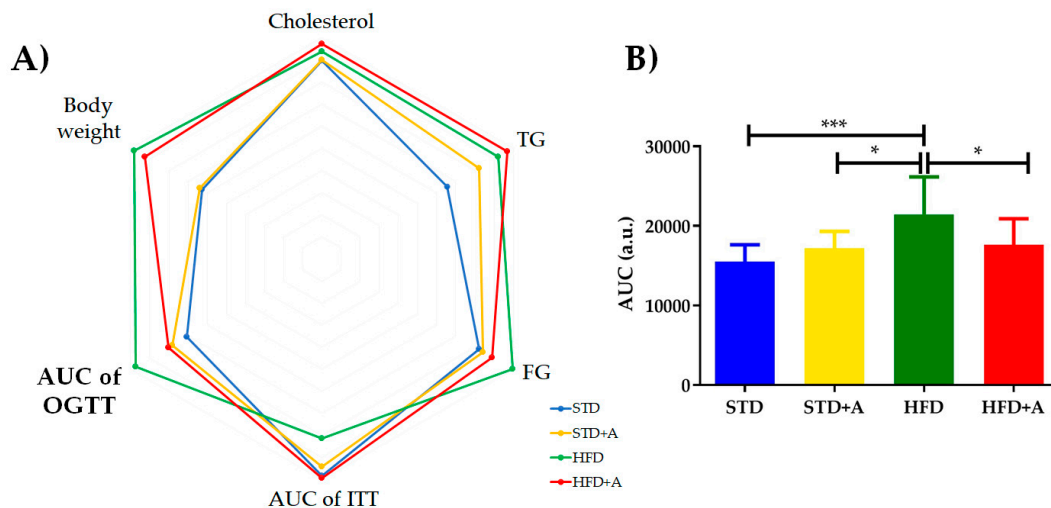 A)
Cholesterol
Body
weight
TG
AUC of
OGTT
FG
AUC of ITT
STD
STD+A
HFD
HFD+A
B)
***
*
*
AUC (a.u.)
30000
20000
10000
0
STD
STD+A
HFD
HFD+A